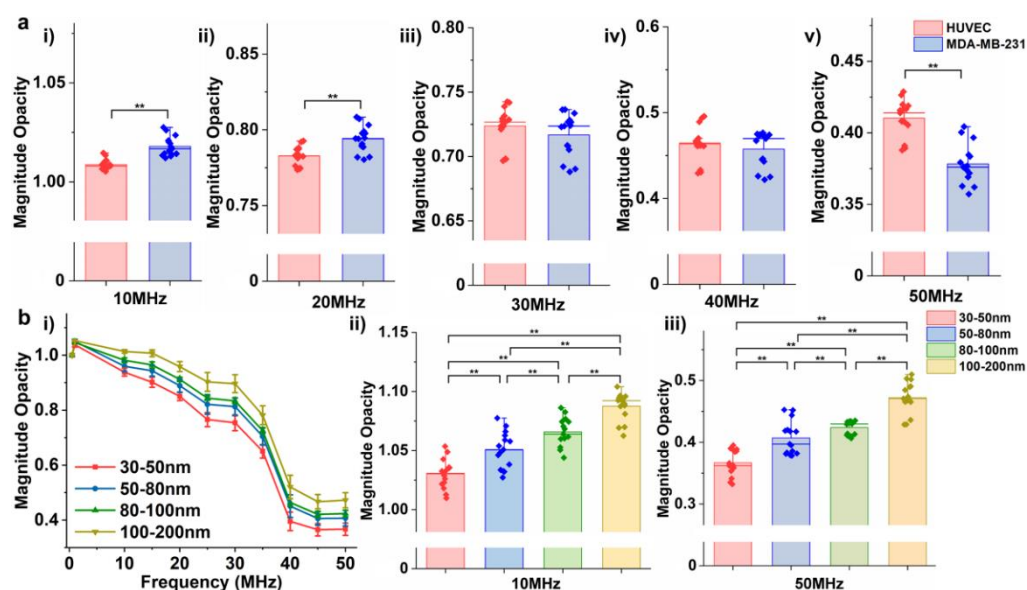 a
i)
Magnitude Opacity
1.05
1.00
0
**
10MHz
ii)
Magnitude Opacity
0.85
0.80
0.75
0
**
20MHz
iii)
Magnitude Opacity
0.80
0.75
0.70
0.65
0
30MHz
iv)
Magnitude Opacity
0.6
0.5
0.4
0
40MHz
v)
HUVEC
MDA-MB-231
Magnitude Opacity
0.45
0.40
0.35
0
**
50MHz
b
i)
Magnitude Opacity
1.0
0.8
0.6
0.4
30-50nm
50-80nm
80-100nm
100-200nm
0 10 20 30 40 50
Frequency (MHz)
ii)
Magnitude Opacity
1.15
1.10
1.05
1.00
0
**
**
**
** ** **
10MHz
iii)
30-50nm
50-80nm
80-100nm
100-200nm
Magnitude Opacity
0.5
0.4
0.3
0
**
**
**
** ** **
50MHz